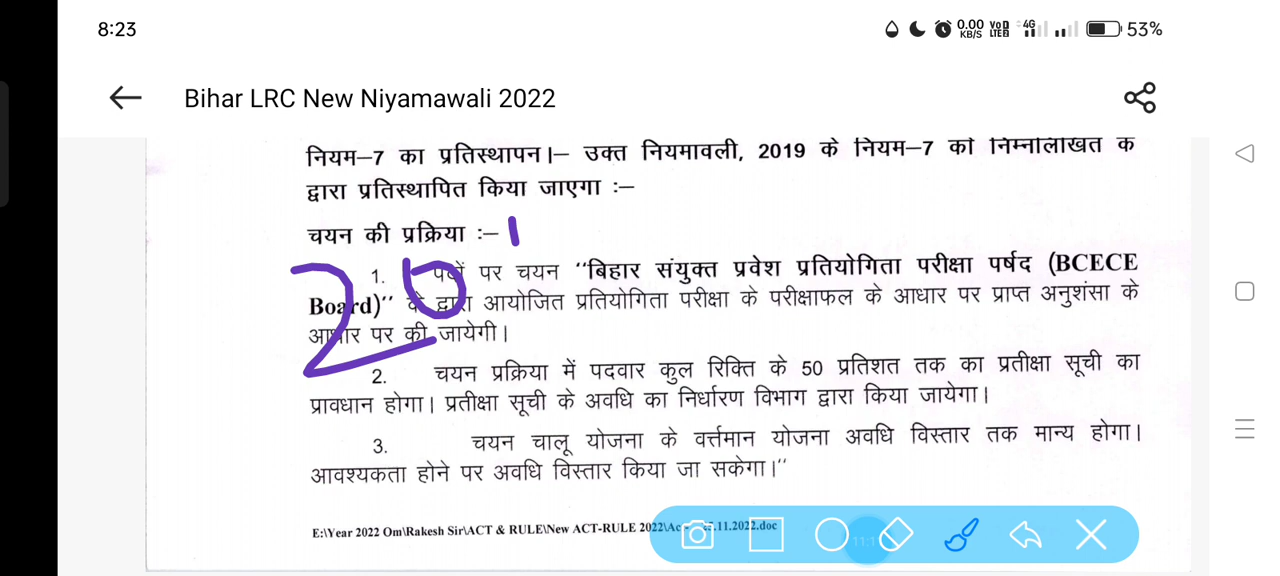 8:23
0.00 KB/S VoD LTE 4G 53%
Bihar LRC New Niyamawali 2022
नियम–7 का प्रतिस्थापन।– उक्त नियमावली, 2019 के नियम–7 को निम्नलिखित के
द्वारा प्रतिस्थापित किया जाएगा :–
चयन की प्रक्रिया :–
1. पदों पर चयन "बिहार संयुक्त प्रवेश प्रतियोगिता परीक्षा पर्षद (BCECE
Board)" के द्वारा आयोजित प्रतियोगिता परीक्षा के परीक्षाफल के आधार पर प्राप्त अनुशंसा के
आधार पर की जायेगी।
2. चयन प्रक्रिया में पदवार कुल रिक्ति के 50 प्रतिशत तक का प्रतीक्षा सूची का
प्रावधान होगा। प्रतीक्षा सूची के अवधि का निर्धारण विभाग द्वारा किया जायेगा।
3. चयन चालू योजना के वर्त्तमान योजना अवधि विस्तार तक मान्य होगा।
आवश्यकता होने पर अवधि विस्तार किया जा सकेगा।"
E:\Year 2022 Om\Rakesh Sir\ACT & RULE\New ACT-RULE 2022\Ac .11.2022.doc